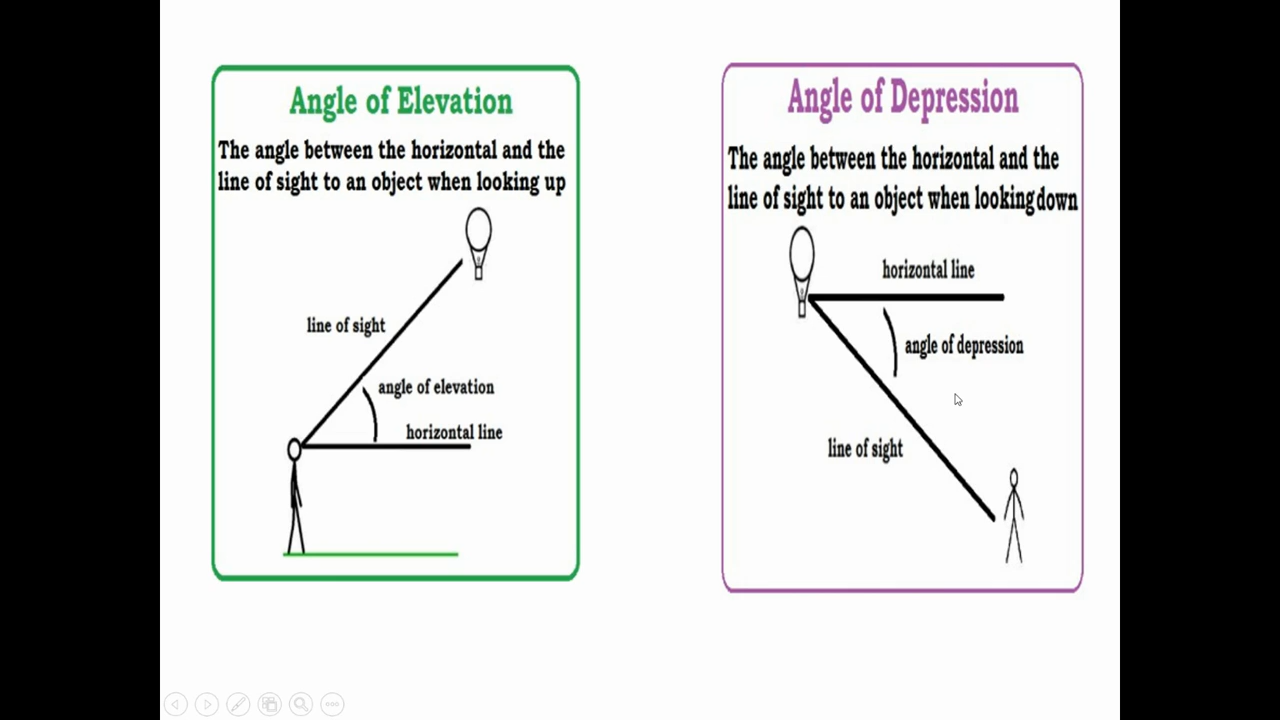 Angle of Elevation
The angle between the horizontal and the
line of sight to an object when looking up
line of sight
angle of elevation
horizontal line
Angle of Depression
The angle between the horizontal and the
line of sight to an object when looking down
horizontal line
angle of depression
line of sight